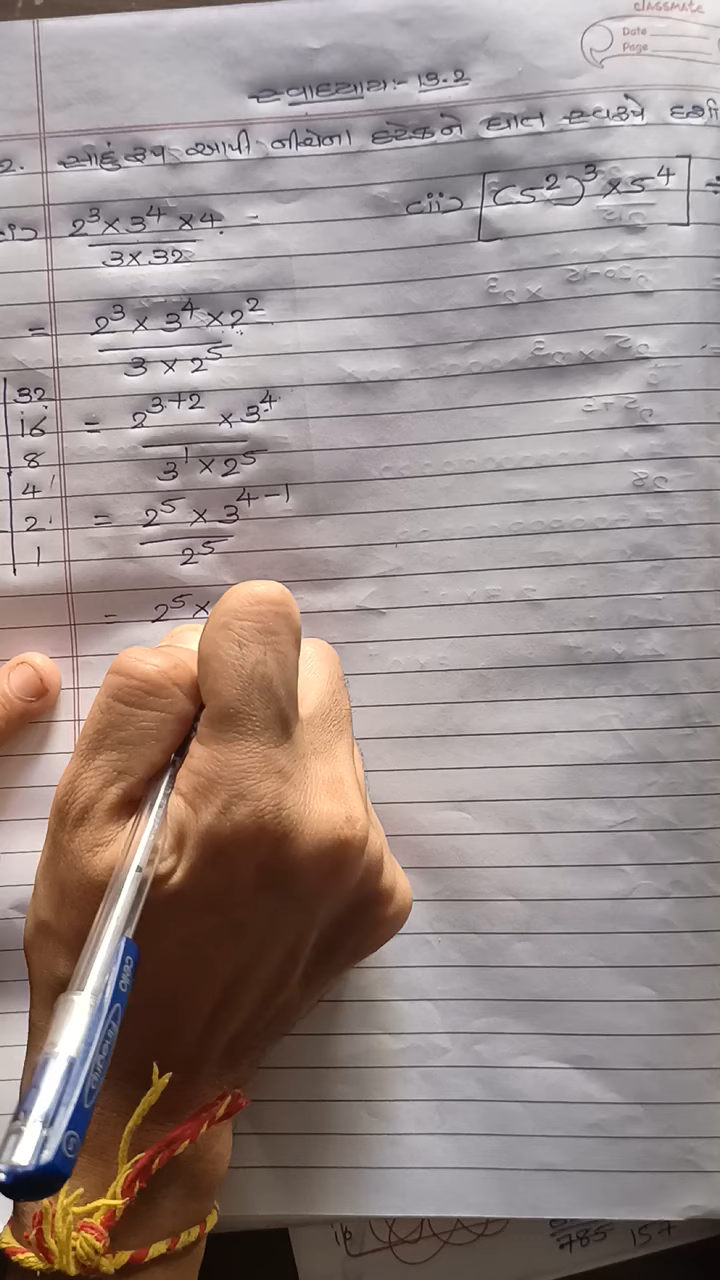 classmate
Date
Page
સ્વાધ્યાય:- 13.2
2. સાદું રૂપ આપી નીચેના દરેકને ઘાત સ્વરૂપે
(i) 2³ × 3⁴ × 4
3 × 32
(ii) [(5²)³ × 5⁴] ÷
= 2³ × 3⁴ × 2²
3 × 2⁵
32
16
8
4
2
1
= 2³⁺² × 3⁴
3¹ × 2⁵
= 2⁵ × 3⁴⁻¹
2⁵
= 2⁵ ×
cello
785 157